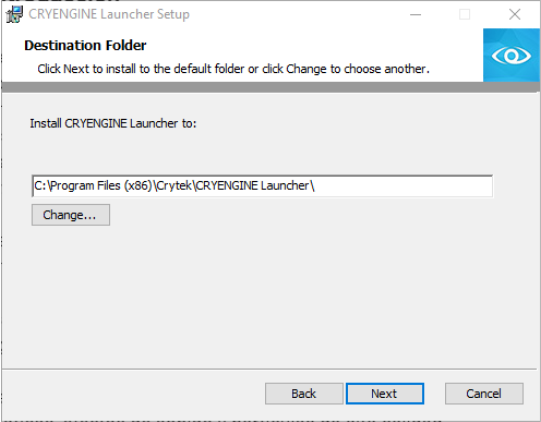 CRYENGINE Launcher Setup
Destination Folder
Click Next to install to the default folder or click Change to choose another.
Install CRYENGINE Launcher to:
C:\Program Files (x86)\Crytek\CRYENGINE Launcher\
Change...
Back
Next
Cancel